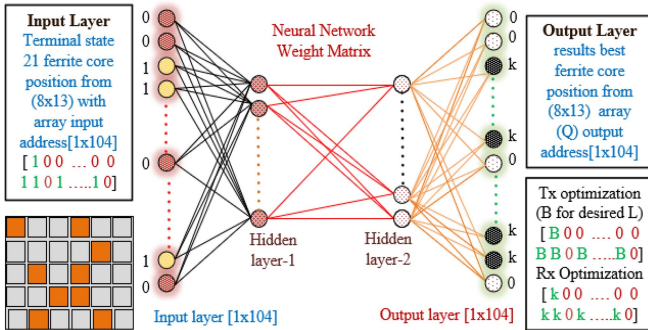 Input Layer
Terminal state
21 ferrite core
position from
(8x13) with
array input
address[1x104]
[ 1 0 0 ... 0 0
1 1 0 1 .....1 0]
0
0
1
1
0
1
0
Neural Network
Weight Matrix
Hidden
layer-1
Hidden
layer-2
Input layer [1x104]
Output layer [1x104]
0
0
k
k
0
k
k
0
Output Layer
results best
ferrite core
position from
(8x13) array
(Q) output
address[1x104]
Tx optimization
(B for desired L)
[ B 0 0 .... 0 0
B B 0 B .....B 0]
Rx Optimization
[ k 0 0 .... 0 0
k k 0 k .....k 0]